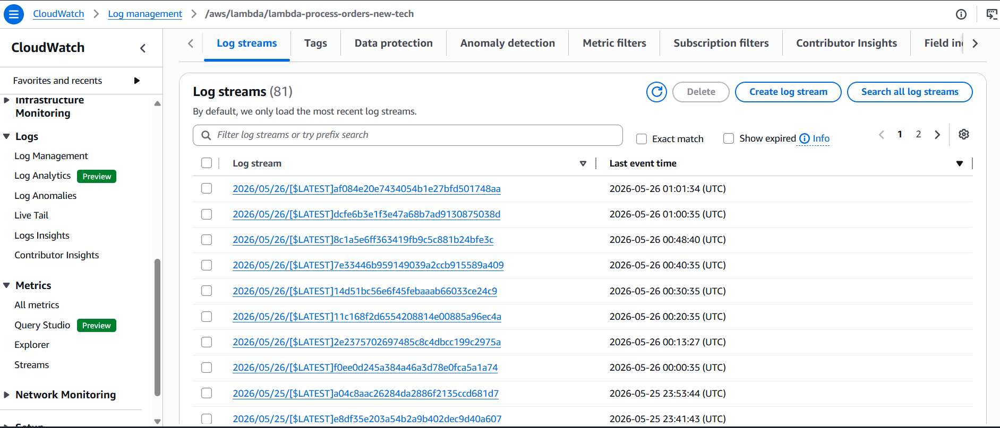 CloudWatch > Log management > /aws/lambda/lambda-process-orders-new-tech
CloudWatch
Favorites and recents
Infrastructure
Monitoring
Logs
Log Management
Log Analytics Preview
Log Anomalies
Live Tail
Logs Insights
Contributor Insights
Metrics
All metrics
Query Studio Preview
Explorer
Streams
Network Monitoring
Log streams Tags Data protection Anomaly detection Metric filters Subscription filters Contributor Insights Field in
Log streams (81)
Delete Create log stream Search all log streams
By default, we only load the most recent log streams.
Filter log streams or try prefix search
Exact match Show expired Info 1 2
Log stream Last event time
2026/05/26/[$LATEST]af084e20e7434054b1e27bfd501748aa 2026-05-26 01:01:34 (UTC)
2026/05/26/[$LATEST]dcfe6b3e1f3e47a68b7ad9130875038d 2026-05-26 01:00:35 (UTC)
2026/05/26/[$LATEST]8c1a5e6ff363419fb9c5c881b24bfe3c 2026-05-26 00:48:40 (UTC)
2026/05/26/[$LATEST]7e33446b959149039a2ccb915589a409 2026-05-26 00:40:35 (UTC)
2026/05/26/[$LATEST]14d51bc56e6f45febaaab66033ce24c9 2026-05-26 00:30:35 (UTC)
2026/05/26/[$LATEST]11c168f2d6554208814e00885a96ec4a 2026-05-26 00:20:35 (UTC)
2026/05/26/[$LATEST]2e2375702697485c8c4dbcc199c2975a 2026-05-26 00:13:27 (UTC)
2026/05/26/[$LATEST]f0ee0d245a384a46a3d78e0fca5a1a74 2026-05-26 00:00:35 (UTC)
2026/05/25/[$LATEST]a04c8aac26284da2886f2135ccd681d7 2026-05-25 23:53:44 (UTC)
2026/05/25/[$LATEST]e8df35e203a54b2a9b402dec9d40a607 2026-05-25 23:41:43 (UTC)